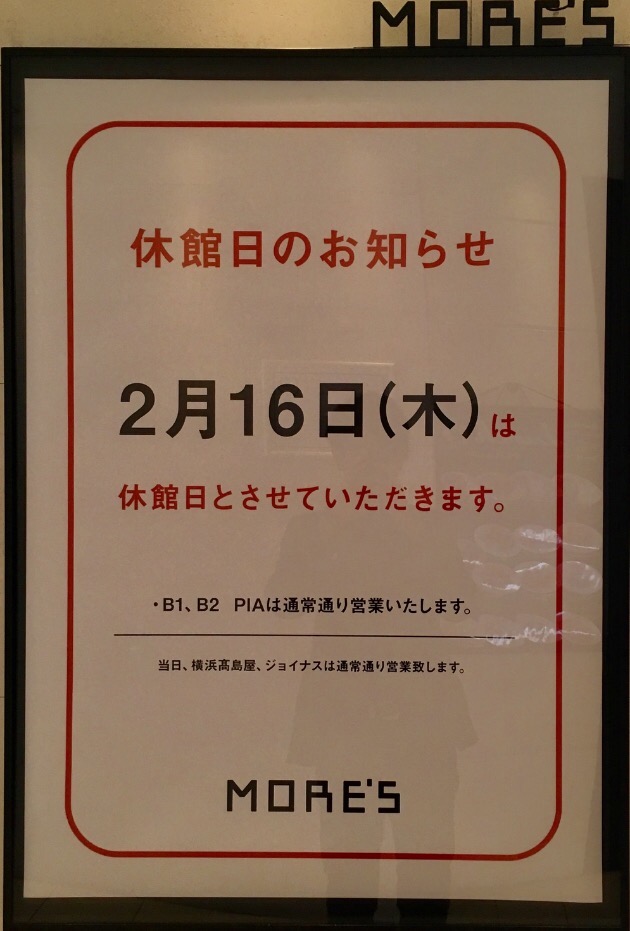 MORE'S
休館日のお知らせ
2月16日(木)は
休館日とさせていただきます。
・B1、B2 PIAは通常通り営業いたします。
当日、横浜髙島屋、ジョイナスは通常通り営業致します。
MORE'S